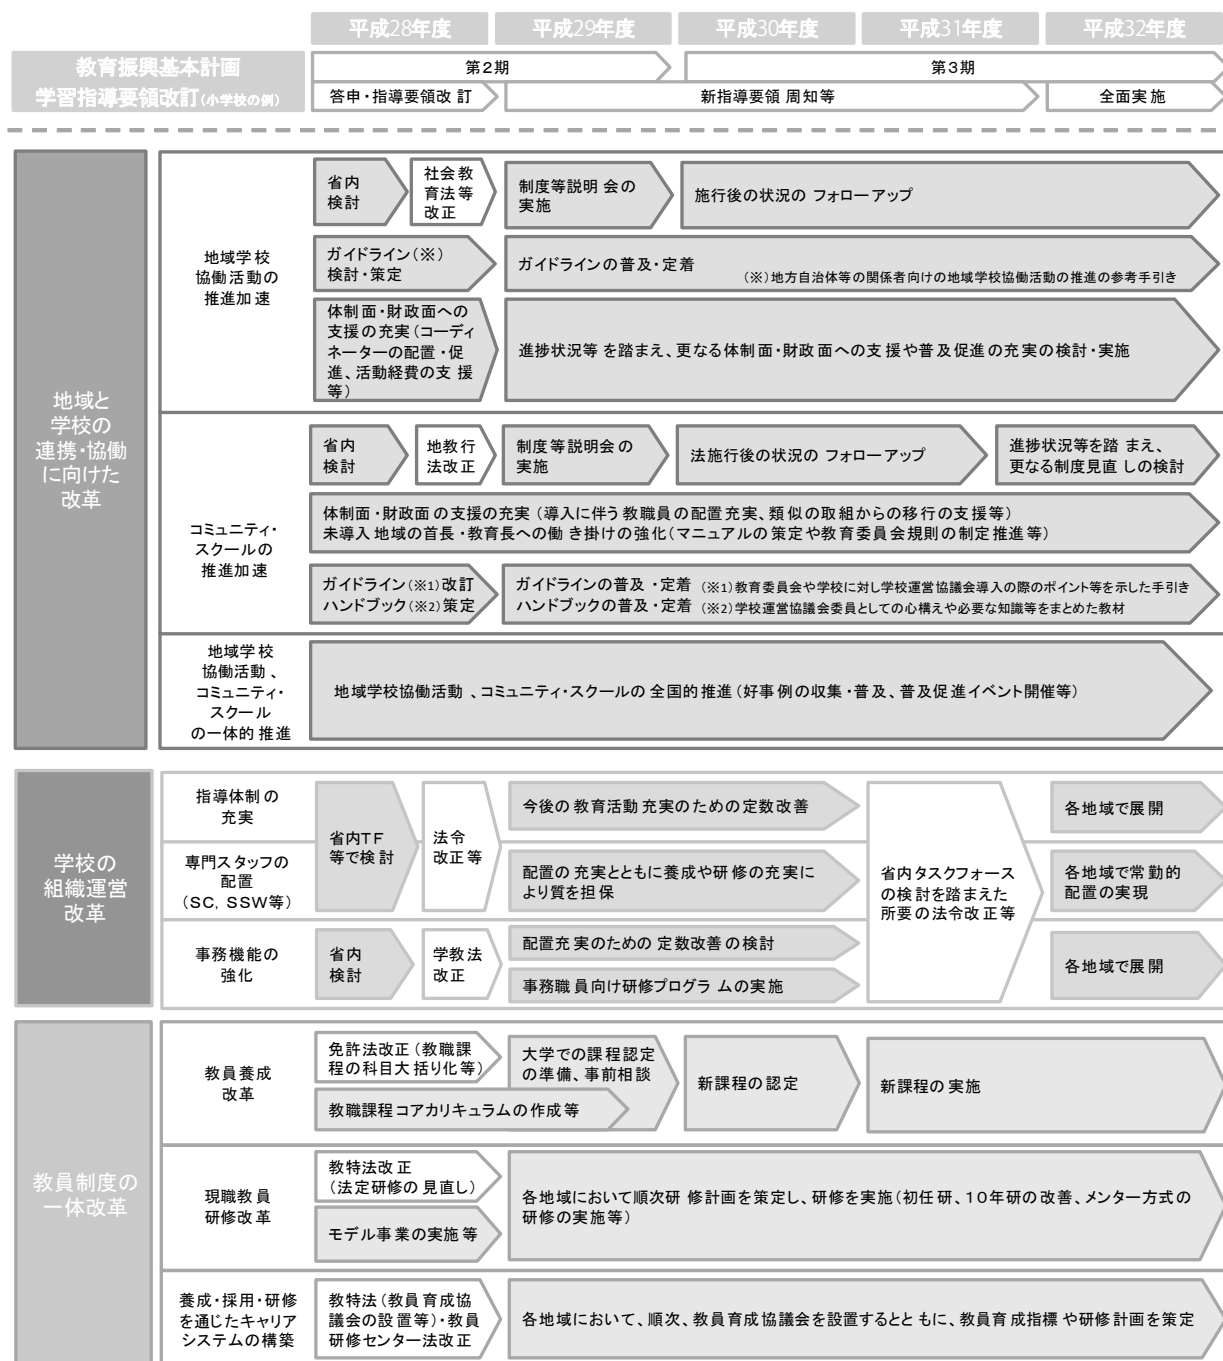 平成28年度 平成29年度 平成30年度 平成31年度 平成32年度
教育振興基本計画
第2期 第3期
学習指導要領改訂(小学校の例)
答申・指導要領改訂 新指導要領 周知等 全面実施
地域と
学校の
連携・協働
に向けた
改革
地域学校
協働活動の
推進加速
省内
検討
社会教
育法等
改正
制度等説明会の
実施
施行後の状況のフォローアップ
ガイドライン(※)
検討・策定
ガイドラインの普及・定着
(※)地方自治体等の関係者向けの地域学校協働活動の推進の参考手引き
体制面・財政面への
支援の充実(コーディ
ネーターの配置・促
進、活動経費の支援
等)
進捗状況等を踏まえ、更なる体制面・財政面への支援や普及促進の充実の検討・実施
コミュニティ・
スクールの
推進加速
省内
検討
地教行
法改正
制度等説明会の
実施
法施行後の状況のフォローアップ
進捗状況等を踏まえ、
更なる制度見直しの検討
体制面・財政面の支援の充実(導入に伴う教職員の配置充実、類似の取組からの移行の支援等)
未導入地域の首長・教育長への働き掛けの強化(マニュアルの策定や教育委員会規則の制定推進等)
ガイドライン(※1)改訂
ハンドブック(※2)策定
ガイドラインの普及・定着 (※1)教育委員会や学校に対し学校運営協議会導入の際のポイント等を示した手引き
ハンドブックの普及・定着 (※2)学校運営協議会委員としての心構えや必要な知識等をまとめた教材
地域学校
協働活動、
コミュニティ・
スクール
の一体的推進
地域学校協働活動、コミュニティ・スクールの全国的推進(好事例の収集・普及、普及促進イベント開催等)
学校の
組織運営
改革
指導体制の
充実
省内TF
等で検討
法令
改正等
今後の教育活動充実のための定数改善
省内タスクフォース
の検討を踏まえた
所要の法令改正等
各地域で展開
専門スタッフの
配置
(SC, SSW等)
配置の充実とともに養成や研修の充実に
より質を担保
各地域で常勤的
配置の実現
事務機能の
強化
省内
検討
学教法
改正
配置充実のための定数改善の検討
事務職員向け研修プログラムの実施
各地域で展開
教員制度の
一体改革
教員養成
改革
免許法改正(教職課
程の科目大括り化等)
教職課程コアカリキュラムの作成等
大学での課程認定
の準備、事前相談
新課程の認定
新課程の実施
現職教員
研修改革
教特法改正
(法定研修の見直し)
モデル事業の実施等
各地域において順次研修計画を策定し、研修を実施(初任研、10年研の改善、メンター方式の
研修の実施等)
養成・採用・研修
を通じたキャリア
システムの構築
教特法(教員育成協
議会の設置等)・教員
研修センター法改正
各地域において、順次、教員育成協議会を設置するとともに、教員育成指標や研修計画を策定